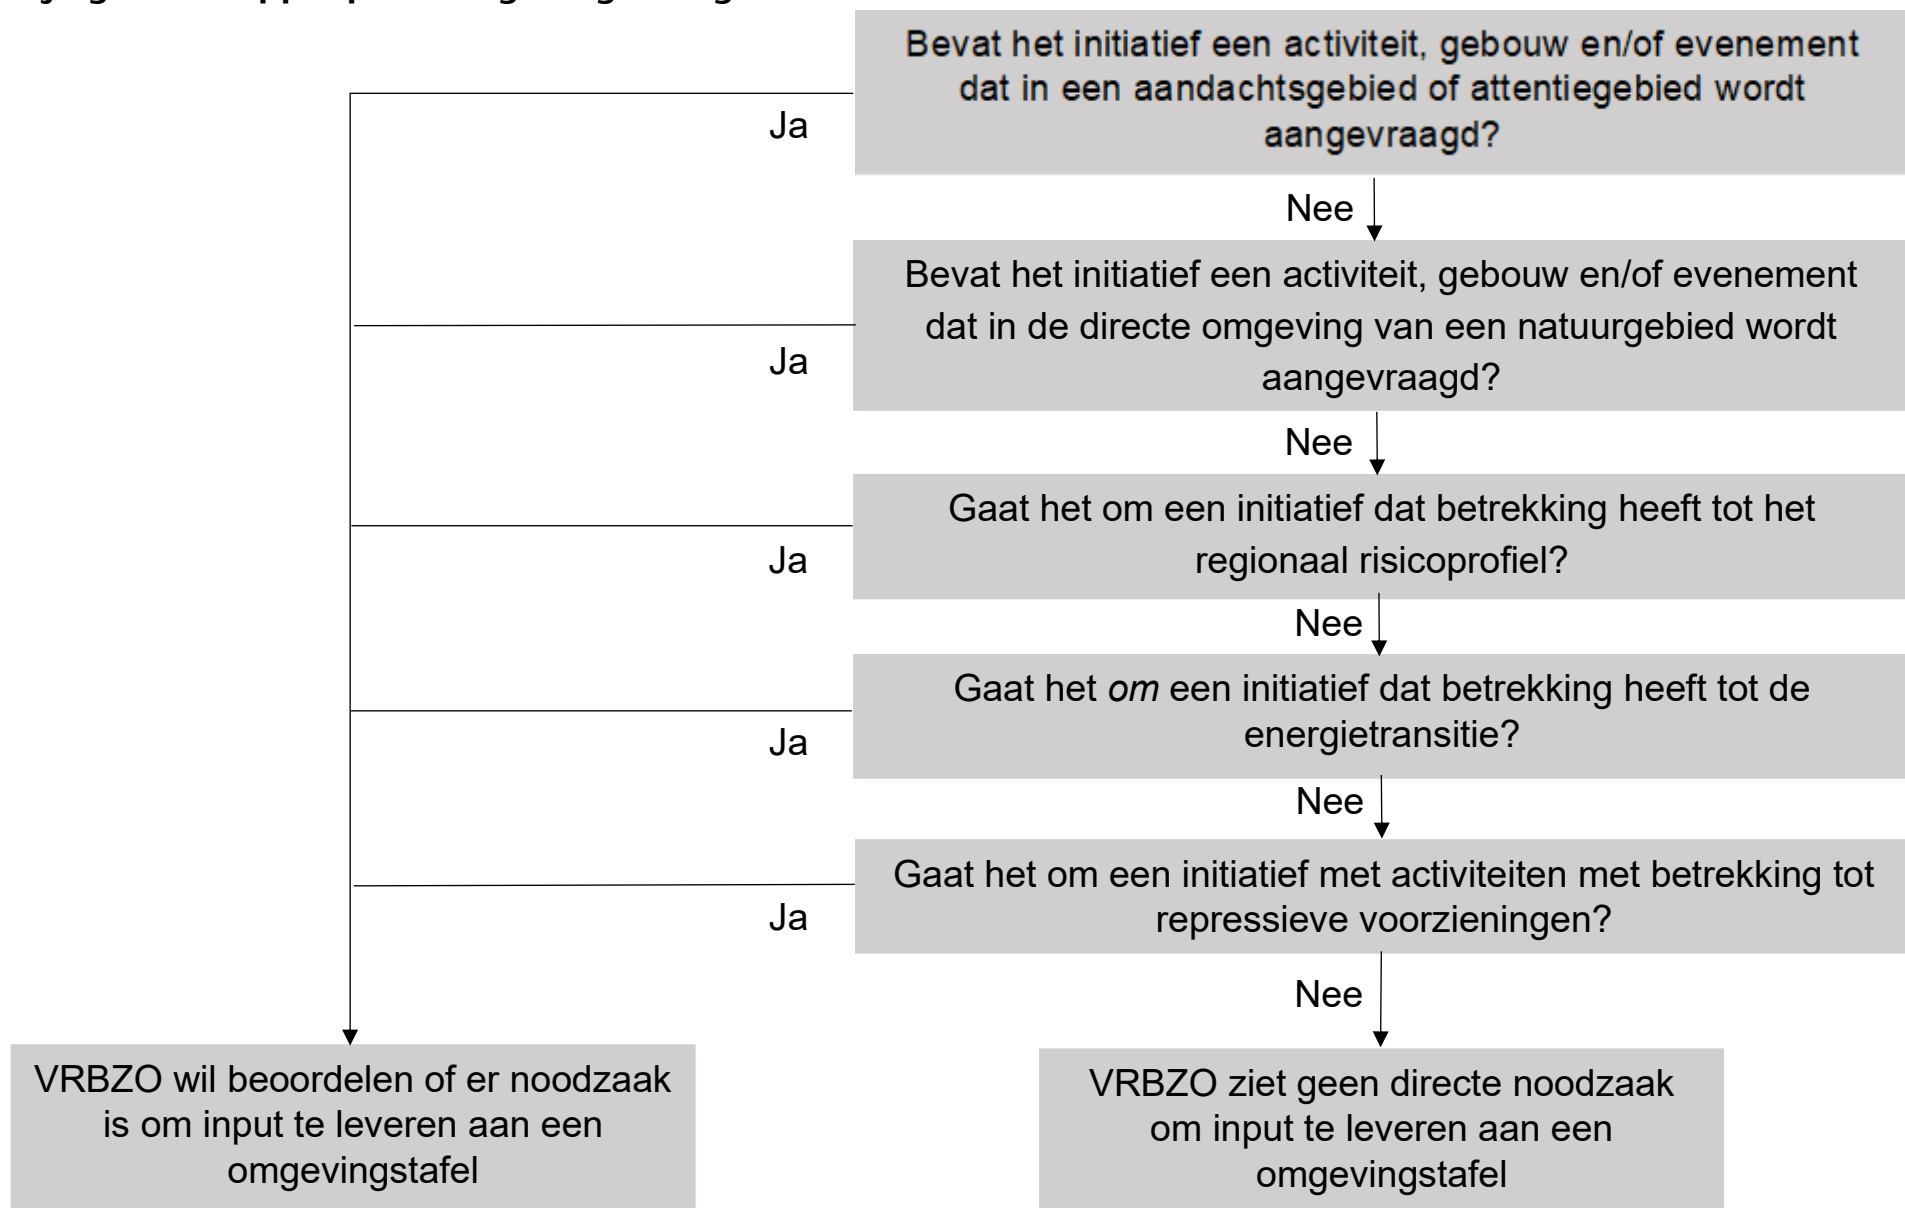 Bevat het initiatief een activiteit, gebouw en/of evenement
dat in een aandachtsgebied of attentiegebied wordt
aangevraagd?
Ja
Nee
Bevat het initiatief een activiteit, gebouw en/of evenement
dat in de directe omgeving van een natuurgebied wordt
aangevraagd?
Ja
Nee
Gaat het om een initiatief dat betrekking heeft tot het
regionaal risicoprofiel?
Ja
Nee
Gaat het om een initiatief dat betrekking heeft tot de
energietransitie?
Ja
Nee
Gaat het om een initiatief met activiteiten met betrekking tot
repressieve voorzieningen?
Ja
Nee
VRBZO wil beoordelen of er noodzaak
is om input te leveren aan een
omgevingstafel
VRBZO ziet geen directe noodzaak
om input te leveren aan een
omgevingstafel